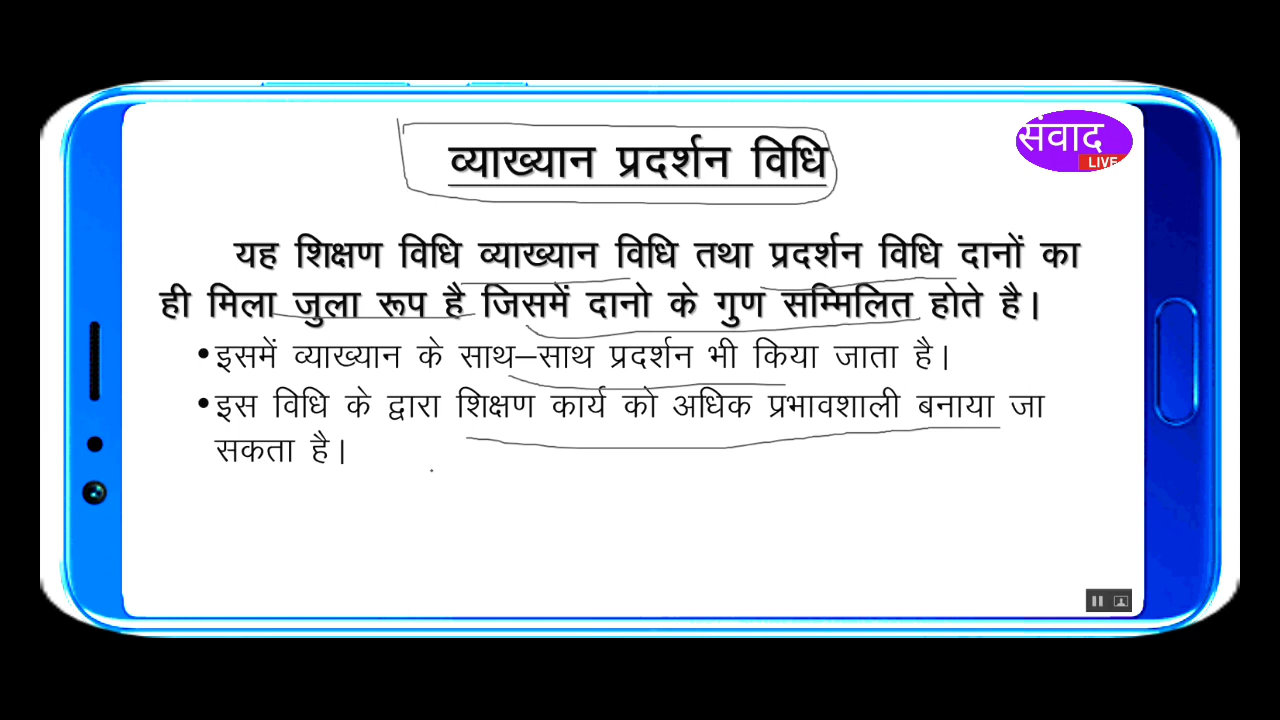 संवाद
LIVE
व्याख्यान प्रदर्शन विधि
यह शिक्षण विधि व्याख्यान विधि तथा प्रदर्शन विधि दानों का
ही मिला जुला रूप है जिसमें दानो के गुण सम्मिलित होते है।
•इसमें व्याख्यान के साथ–साथ प्रदर्शन भी किया जाता है।
•इस विधि के द्वारा शिक्षण कार्य को अधिक प्रभावशाली बनाया जा
सकता है।